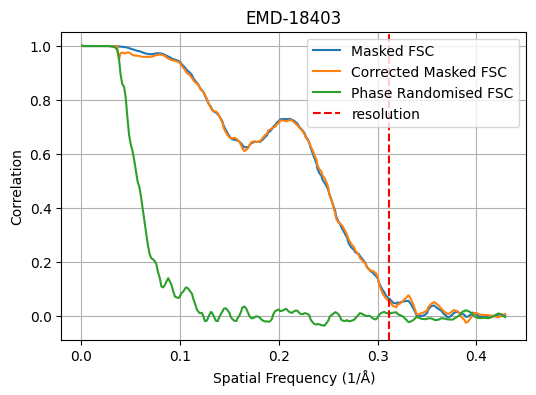 EMD-18403
Masked FSC
Corrected Masked FSC
Phase Randomised FSC
resolution
Correlation
1.0
0.8
0.6
0.4
0.2
0.0
0.0 0.1 0.2 0.3 0.4
Spatial Frequency (1/Å)